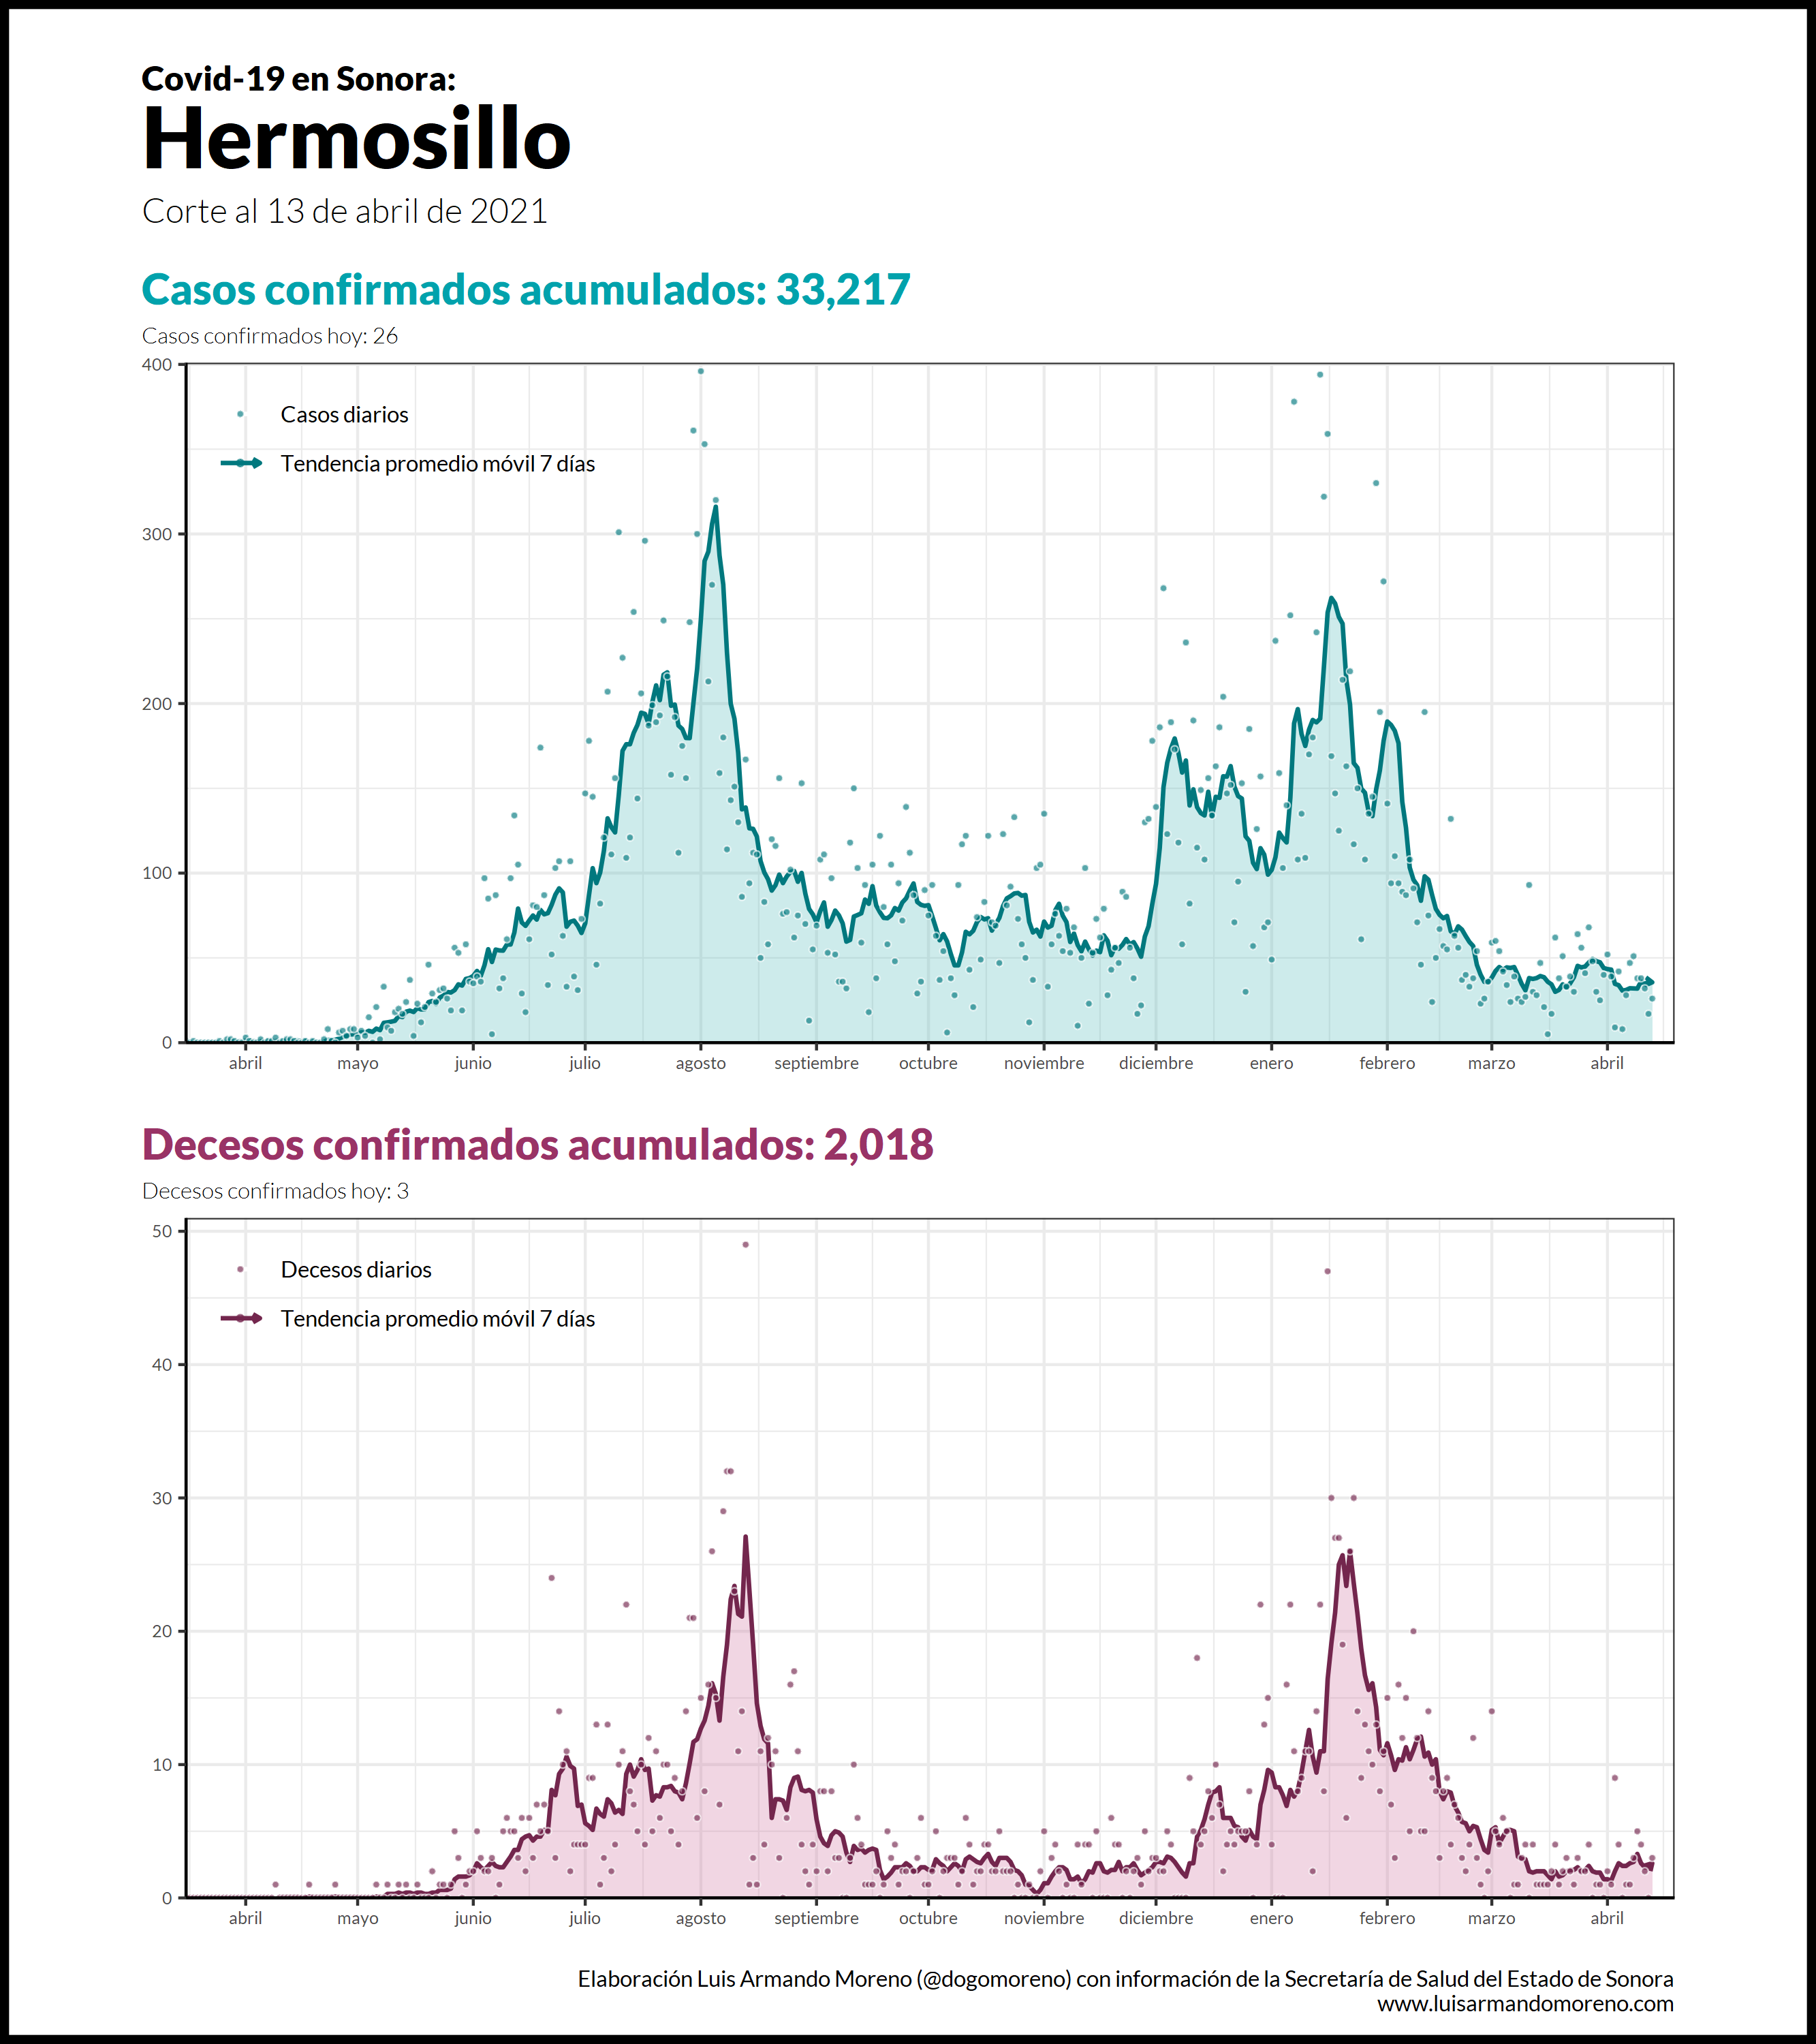 Covid-19 en Sonora:
Hermosillo
Corte al 13 de abril de 2021
Casos confirmados acumulados: 33,217
Casos confirmados hoy: 26
400
300
200
100
0
Casos diarios
Tendencia promedio móvil 7 días
abril mayo junio julio agosto septiembre octubre noviembre diciembre enero febrero marzo abril
Decesos confirmados acumulados: 2,018
Decesos confirmados hoy: 3
50
40
30
20
10
0
Decesos diarios
Tendencia promedio móvil 7 días
abril mayo junio julio agosto septiembre octubre noviembre diciembre enero febrero marzo abril
Elaboración Luis Armando Moreno (@dogomoreno) con información de la Secretaría de Salud del Estado de Sonora
www.luisarmandomoreno.com